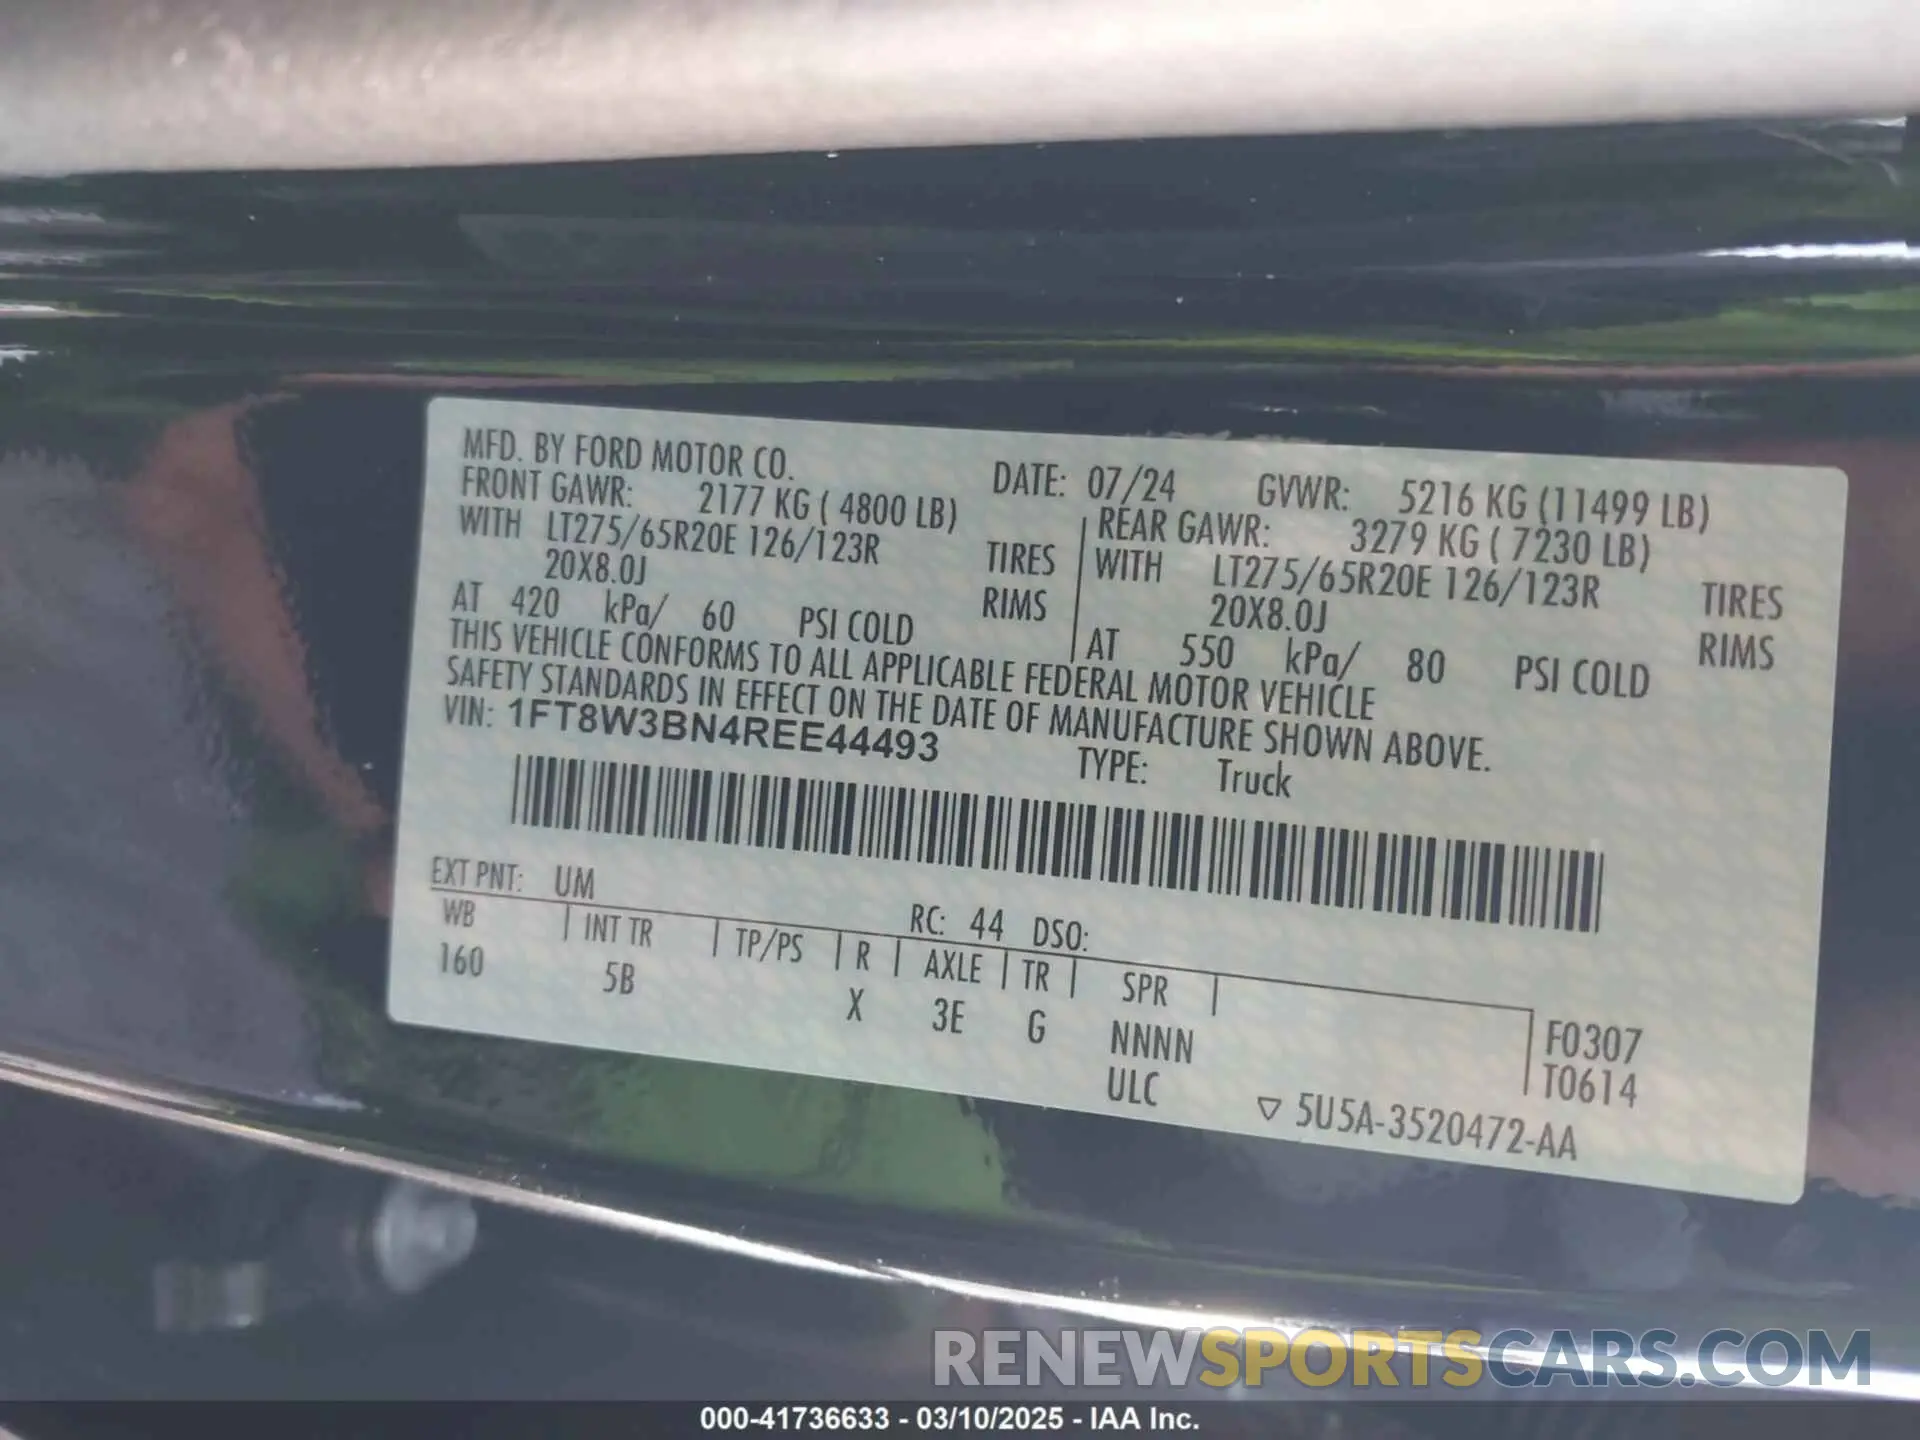 MFD. BY FORD MOTOR CO. DATE: 07/24 GVWR: 5216 KG (11499 LB)
FRONT GAWR: 2177 KG ( 4800 LB) REAR GAWR: 3279 KG ( 7230 LB)
WITH LT275/65R20E 126/123R TIRES WITH LT275/65R20E 126/123R TIRES
20X8.0J RIMS 20X8.0J RIMS
AT 420 kPa/ 60 PSI COLD AT 550 kPa/ 80 PSI COLD
THIS VEHICLE CONFORMS TO ALL APPLICABLE FEDERAL MOTOR VEHICLE
SAFETY STANDARDS IN EFFECT ON THE DATE OF MANUFACTURE SHOWN ABOVE.
VIN: 1FT8W3BN4REE44493 TYPE: Truck
EXT PNT: UM RC: 44 DSO:
WB INT TR TP/PS R AXLE TR SPR
160 5B X 3E G NNNN F0307
ULC T0614
▽ 5U5A-3520472-AA
RENEWSPORTSCARS.COM
000-41736633 - 03/10/2025 - IAA Inc.